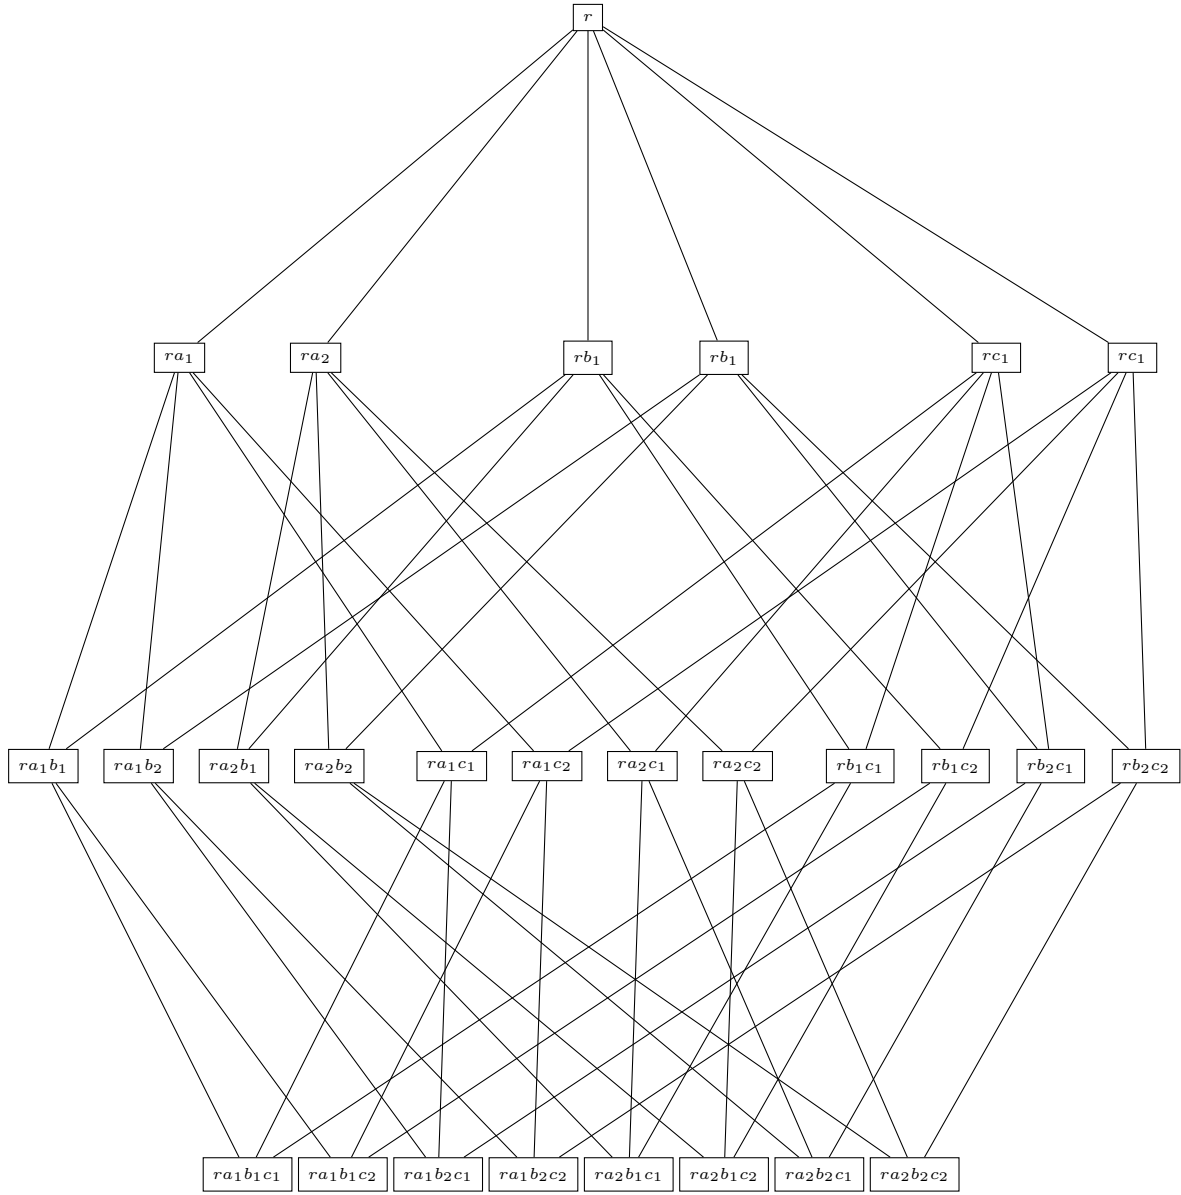 r
ra₁ ra₂ rb₁ rb₁ rc₁ rc₁
ra₁b₁ ra₁b₂ ra₂b₁ ra₂b₂ ra₁c₁ ra₁c₂ ra₂c₁ ra₂c₂ rb₁c₁ rb₁c₂ rb₂c₁ rb₂c₂
ra₁b₁c₁ ra₁b₁c₂ ra₁b₂c₁ ra₁b₂c₂ ra₂b₁c₁ ra₂b₁c₂ ra₂b₂c₁ ra₂b₂c₂